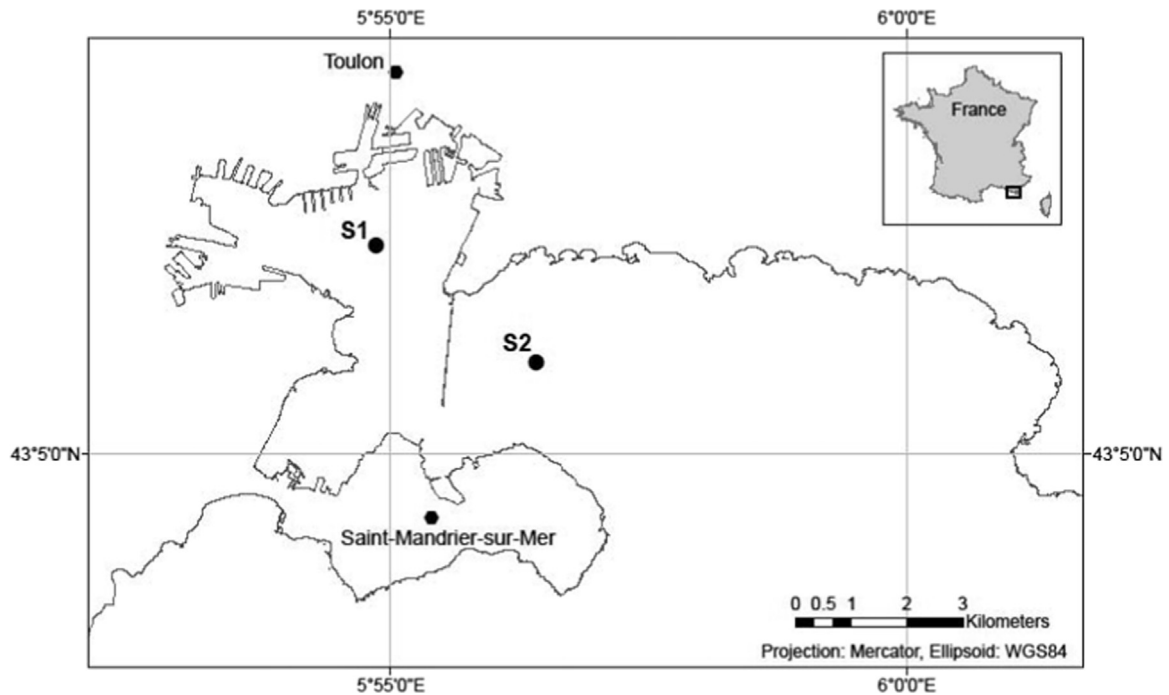 5°55'0"E
6°0'0"E
Toulon
France
S1
S2
43°5'0"N
43°5'0"N
Saint-Mandrier-sur-Mer
0 0.5 1 2 3
Kilometers
Projection: Mercator, Ellipsoid: WGS84
5°55'0"E
6°0'0"E